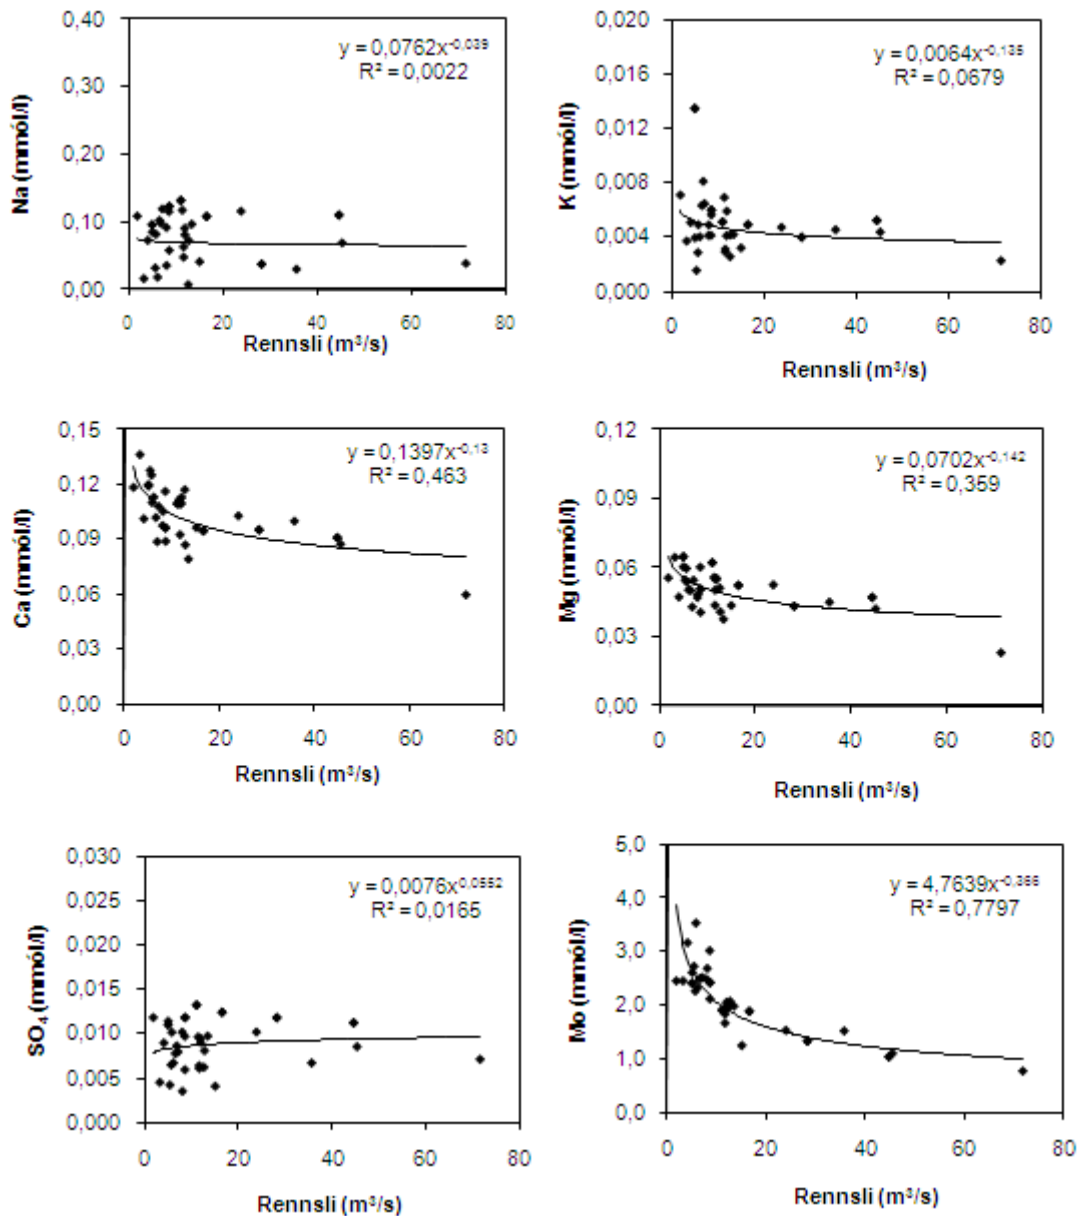 0,40
0,30
0,20
0,10
0,00
Na (mmól/l)
y = 0,0762x-0,039
R² = 0,0022
0 20 40 60 80
Rennsli (m³/s)
0,020
0,016
0,012
0,008
0,004
0,000
K (mmól/l)
y = 0,0064x-0,135
R² = 0,0679
0 20 40 60 80
Rennsli (m³/s)
0,15
0,12
0,09
0,06
0,03
0,00
Ca (mmól/l)
y = 0,1397x-0,13
R² = 0,463
0 20 40 60 80
Rennsli (m³/s)
0,12
0,09
0,06
0,03
0,00
Mg (mmól/l)
y = 0,0702x-0,142
R² = 0,359
0 20 40 60 80
Rennsli (m³/s)
0,030
0,025
0,020
0,015
0,010
0,005
0,000
SO₄ (mmól/l)
y = 0,0076x0,0552
R² = 0,0165
0 20 40 60 80
Rennsli (m³/s)
5,0
4,0
3,0
2,0
1,0
0,0
Mo (mmól/l)
y = 4,7639x-0,366
R² = 0,7797
0 20 40 60 80
Rennsli (m³/s)